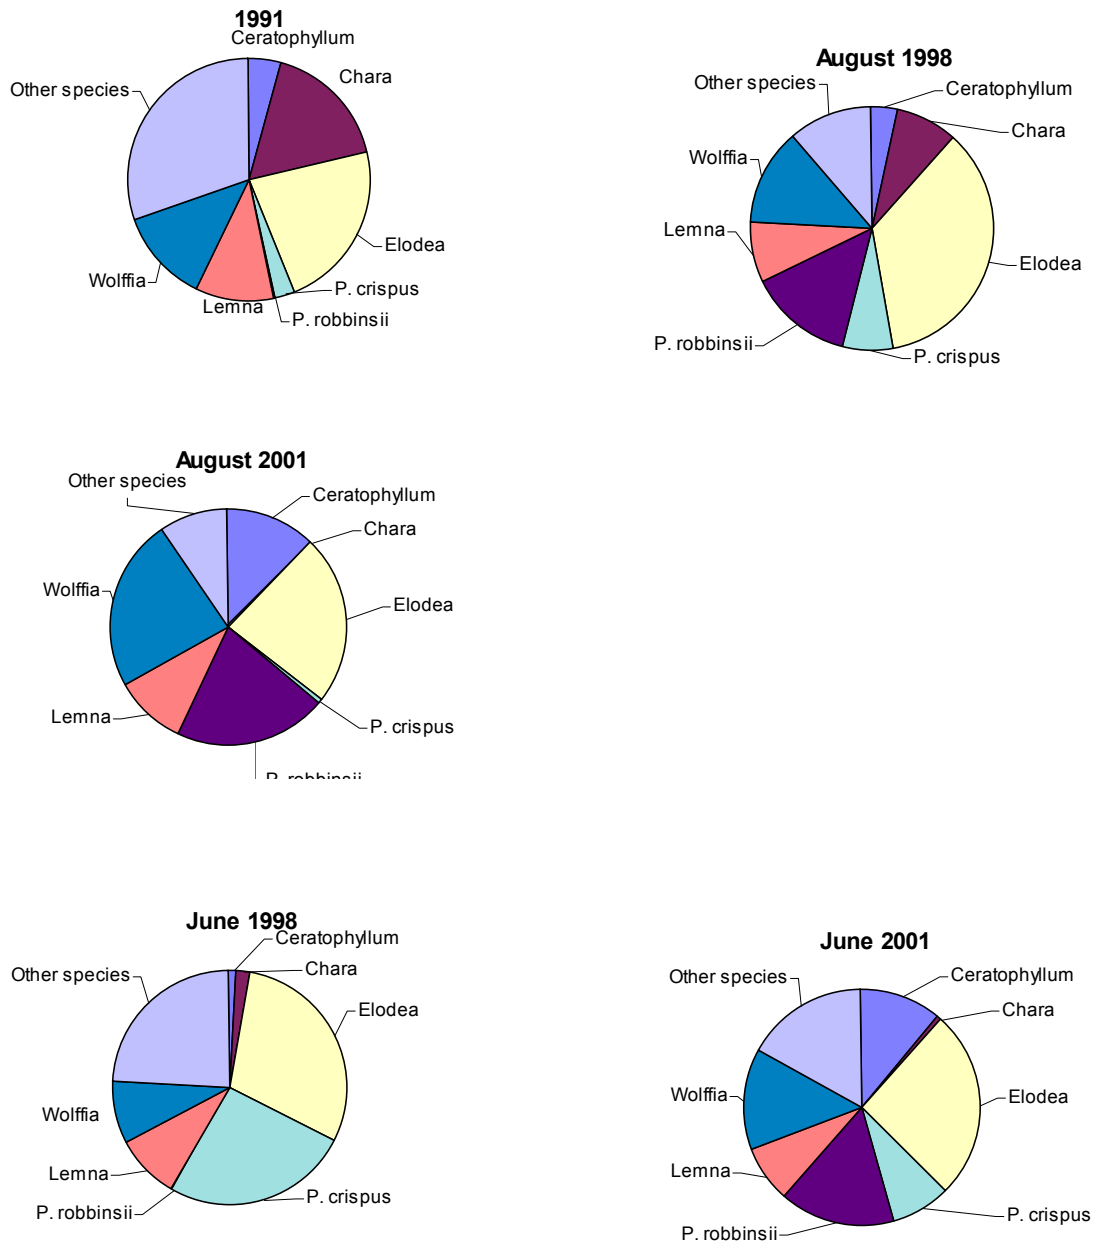 1991
Ceratophyllum
Chara
Other species
Elodea
Wolffia
P. crispus
Lemna
P. robbinsii
August 1998
Other species
Ceratophyllum
Chara
Wolffia
Lemna
Elodea
P. robbinsii
P. crispus
August 2001
Other species
Ceratophyllum
Chara
Wolffia
Elodea
Lemna
P. crispus
P. robbinsii
June 1998
Ceratophyllum
Other species
Chara
Elodea
Wolffia
Lemna
P. crispus
P. robbinsii
June 2001
Other species
Ceratophyllum
Chara
Wolffia
Elodea
Lemna
P. crispus
P. robbinsii